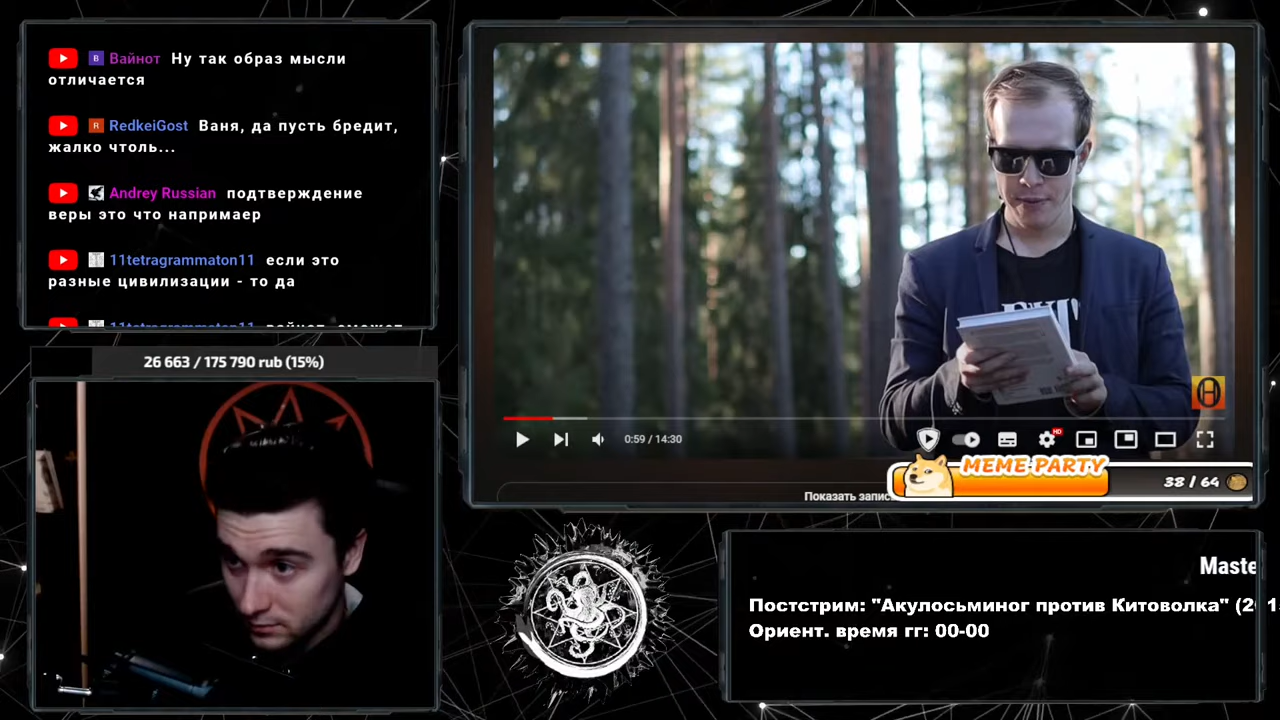 Вайнот Ну так образ мысли
отличается
RedkeiGost Ваня, да пусть бредит,
жалко чтоль...
Andrey Russian подтверждение
веры это что напримаер
11tetragrammaton11 если это
разные цивилизации - то да
11tetragrammaton11
26 663 / 175 790 rub (15%)
0:59 / 14:30
HD
MEME PARTY
38 / 64
Показать
Maste
Постстрим: "Акулосьминог против Китоволка"
Ориент. время гг: 00-00